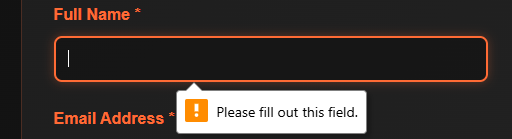 Full Name *
Please fill out this field.
Email Address *